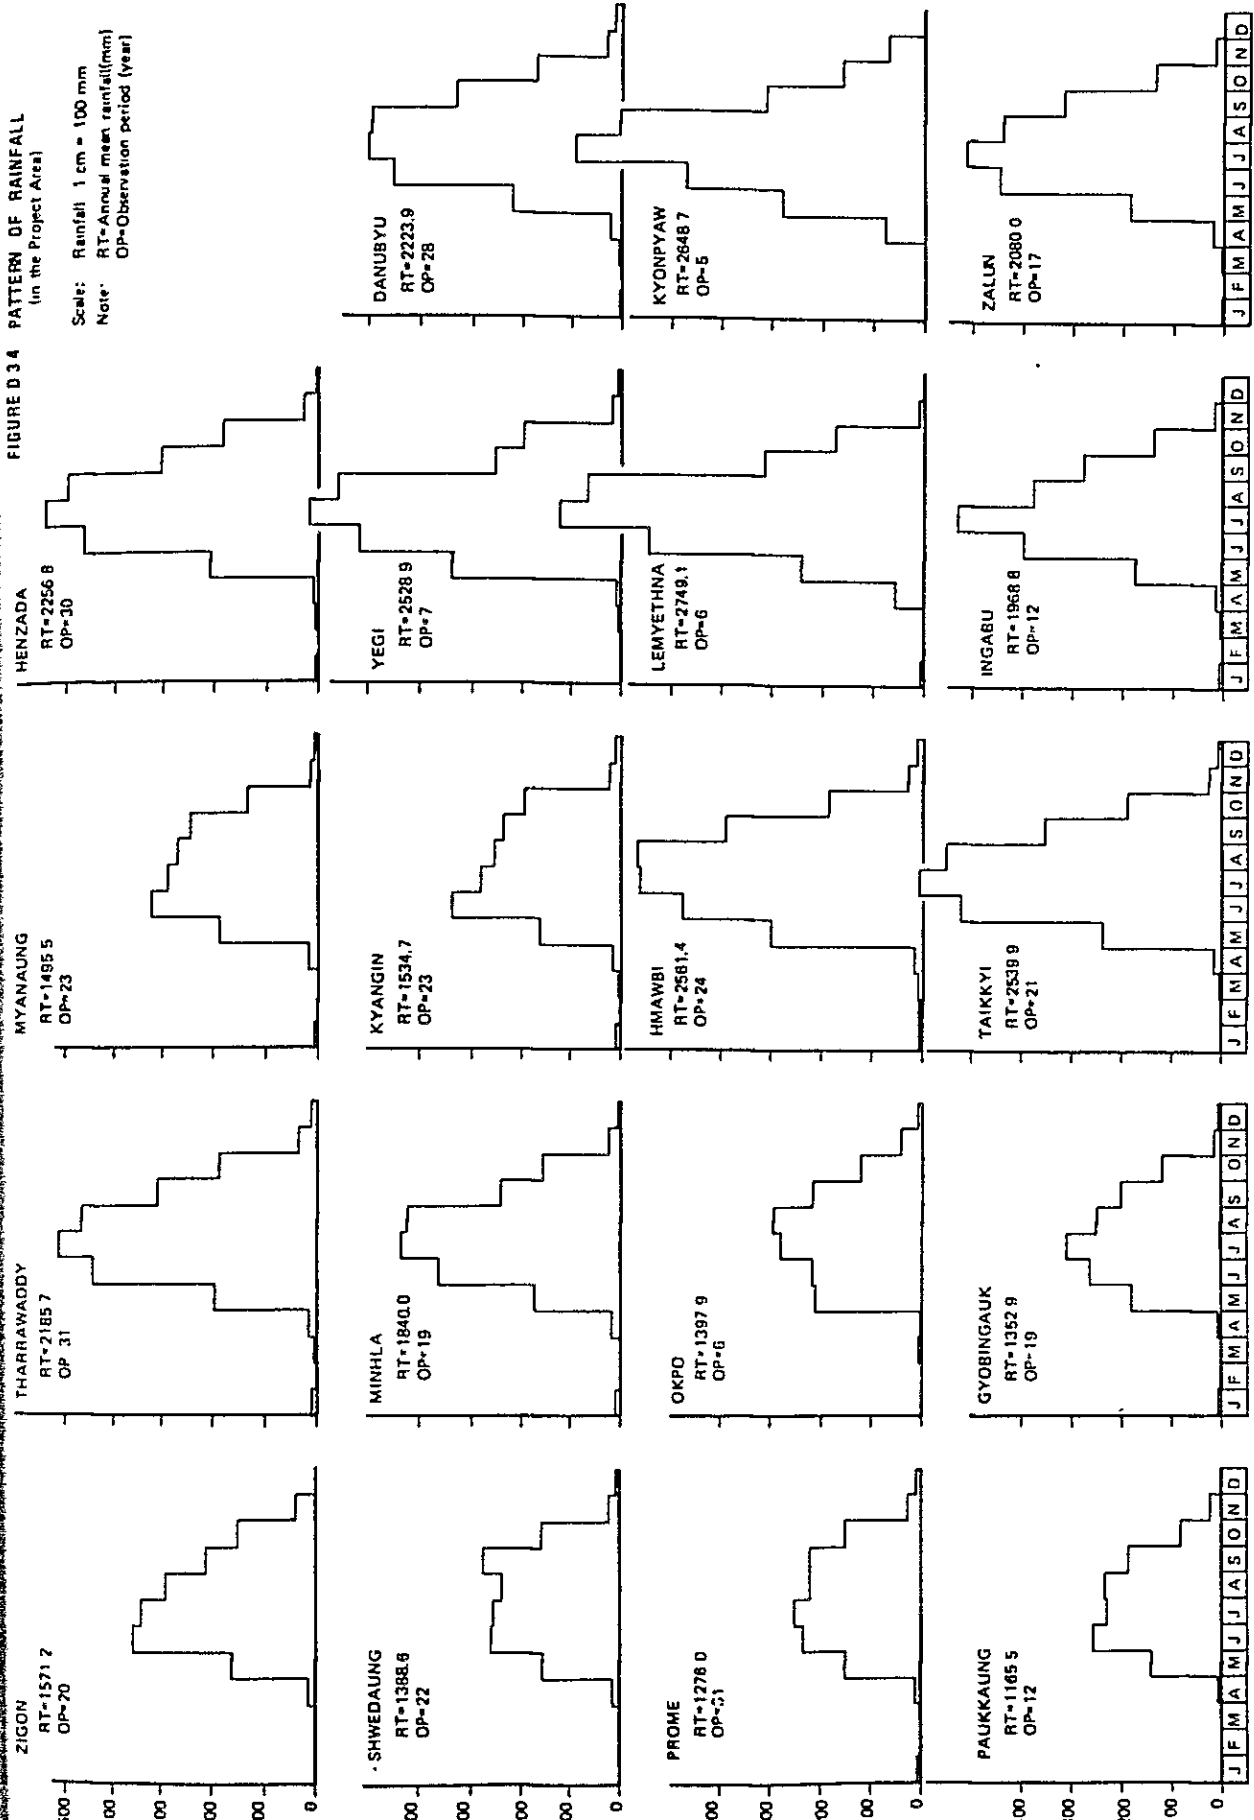 FIGURE D 3 4 PATTERN OF RAINFALL
(in the Project Area)
Scale: Rainfall 1 cm = 100 mm
Note: RT=Annual mean rainfall(mm)
OP=Observation period (year)
ZIGON
RT=1571 2
OP=20
THARRAWADDY
RT=2185 7
OP 31
MYANAUNG
RT=1495 5
OP=23
HENZADA
RT=2256 8
OP=30
SHWEDAUNG
RT=1388.6
OP=22
MINHLA
RT=1840.0
OP=19
KYANGIN
RT=1534.7
OP=23
YEGI
RT=2528 9
OP=7
DANUBYU
RT=2223.9
OP=28
PROME
RT=1278 0
OKPO
RT=1397 9
OP=6
HMAWBI
RT=2561.4
OP=24
LEMYETHNA
RT=2749.1
OP=6
KYONPYAW
RT=2648 7
OP=5
PAUKKAUNG
RT=1165 5
OP=12
GYOBINGAUK
RT=1352 9
OP=19
TAIKKYI
RT=2539 9
OP=21
INGABU
RT=1968 8
OP=12
ZALUN
RT=2080 0
OP=17
0
0
0
0
J F M A M J J A S O N D
J F M A M J J A S O N D
J F M A M J J A S O N D
J F M A M J J A S O N D
J F M A M J J A S O N D